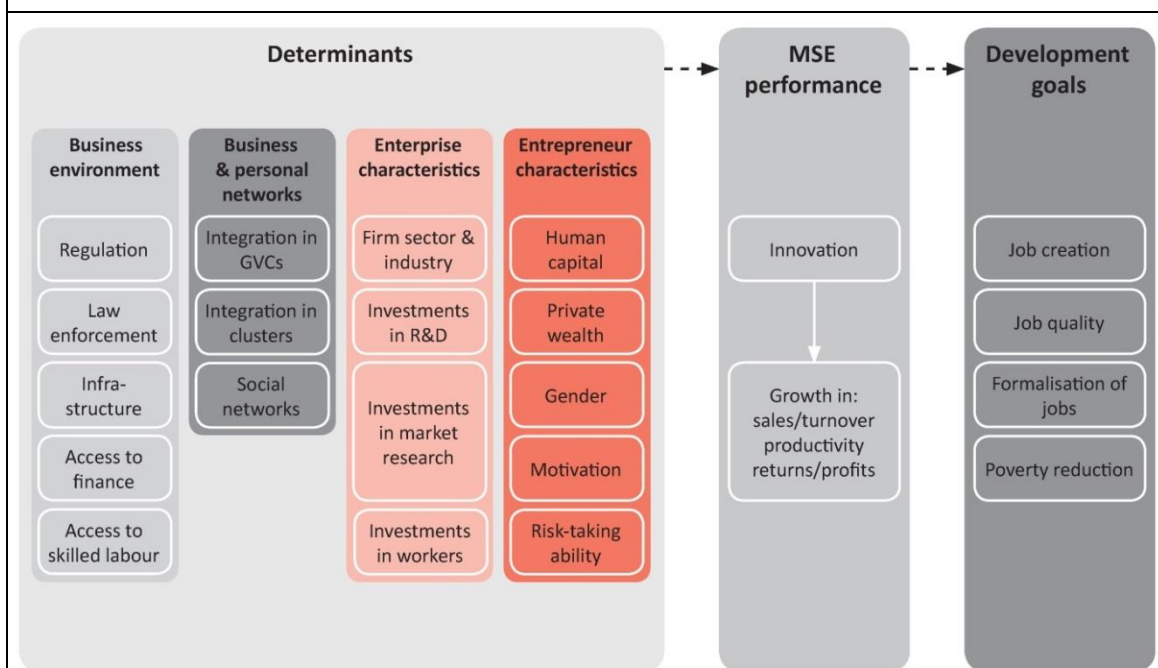 Determinants
Business
environment
Regulation
Law
enforcement
Infra-
structure
Access to
finance
Access to
skilled labour
Business
& personal
networks
Integration in
GVCs
Integration in
clusters
Social
networks
Enterprise
characteristics
Firm sector &
industry
Investments
in R&D
Investments
in market
research
Investments
in workers
Entrepreneur
characteristics
Human
capital
Private
wealth
Gender
Motivation
Risk-taking
ability
MSE
performance
Innovation
Growth in:
sales/turnover
productivity
returns/profits
Development
goals
Job creation
Job quality
Formalisation of
jobs
Poverty reduction